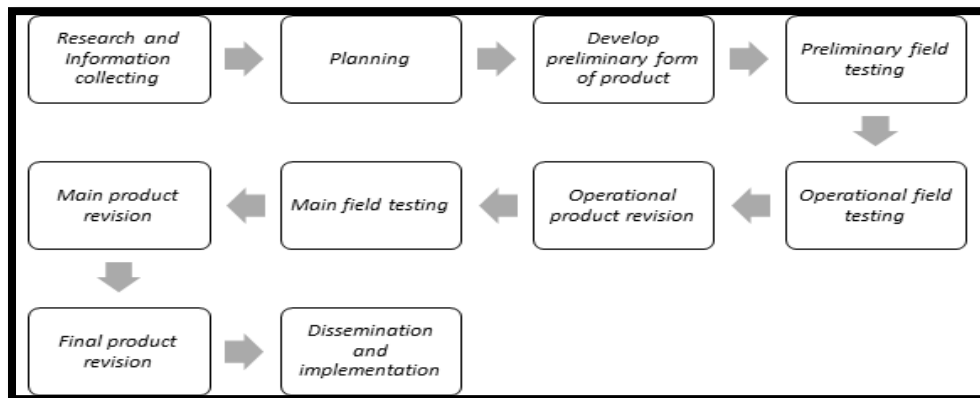 Research and
Information
collecting
Planning
Develop
preliminary form
of product
Preliminary field
testing
Operational field
testing
Operational
product revision
Main field testing
Main product
revision
Final product
revision
Dissemination
and
implementation